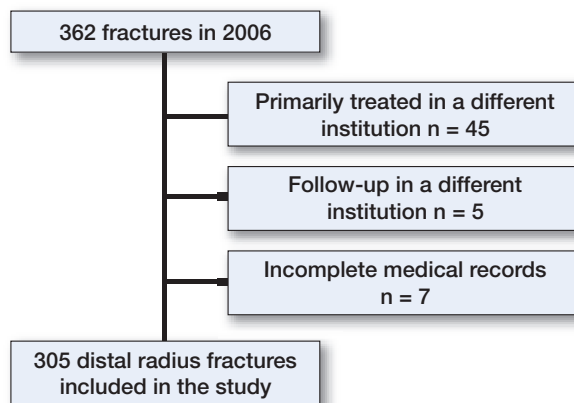 362 fractures in 2006
Primarily treated in a different
institution n = 45
Follow-up in a different
institution n = 5
Incomplete medical records
n = 7
305 distal radius fractures
included in the study